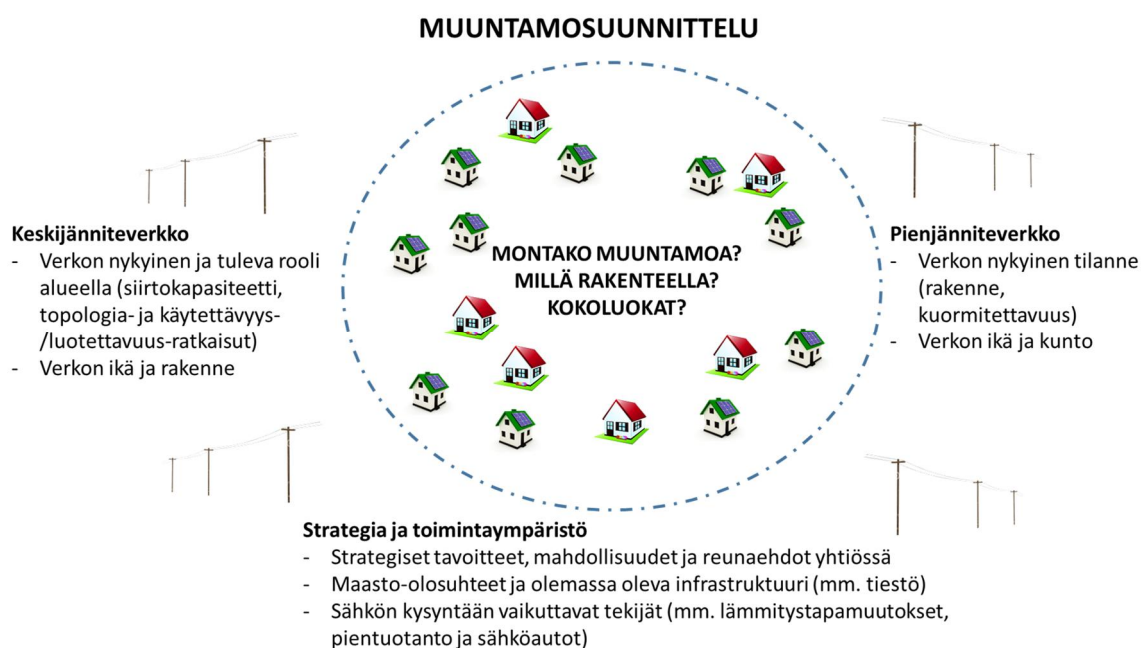 MUUNTAMOSUUNNITTELU
MONTAKO MUUNTAMOA?
MILLÄ RAKENTEELLA?
KOKOLUOKAT?
Keskijänniteverkko
- Verkon nykyinen ja tuleva rooli
alueella (siirtokapasiteetti,
topologia- ja käytettävyys-
/luotettavuus-ratkaisut)
- Verkon ikä ja rakenne
Pienjänniteverkko
- Verkon nykyinen tilanne
(rakenne,
kuormitettavuus)
- Verkon ikä ja kunto
Strategia ja toimintaympäristö
- Strategiset tavoitteet, mahdollisuudet ja reunaehdot yhtiössä
- Maasto-olosuhteet ja olemassa oleva infrastruktuuri (mm. tiestö)
- Sähkön kysyntään vaikuttavat tekijät (mm. lämmitystapamuutokset,
pientuotanto ja sähköautot)